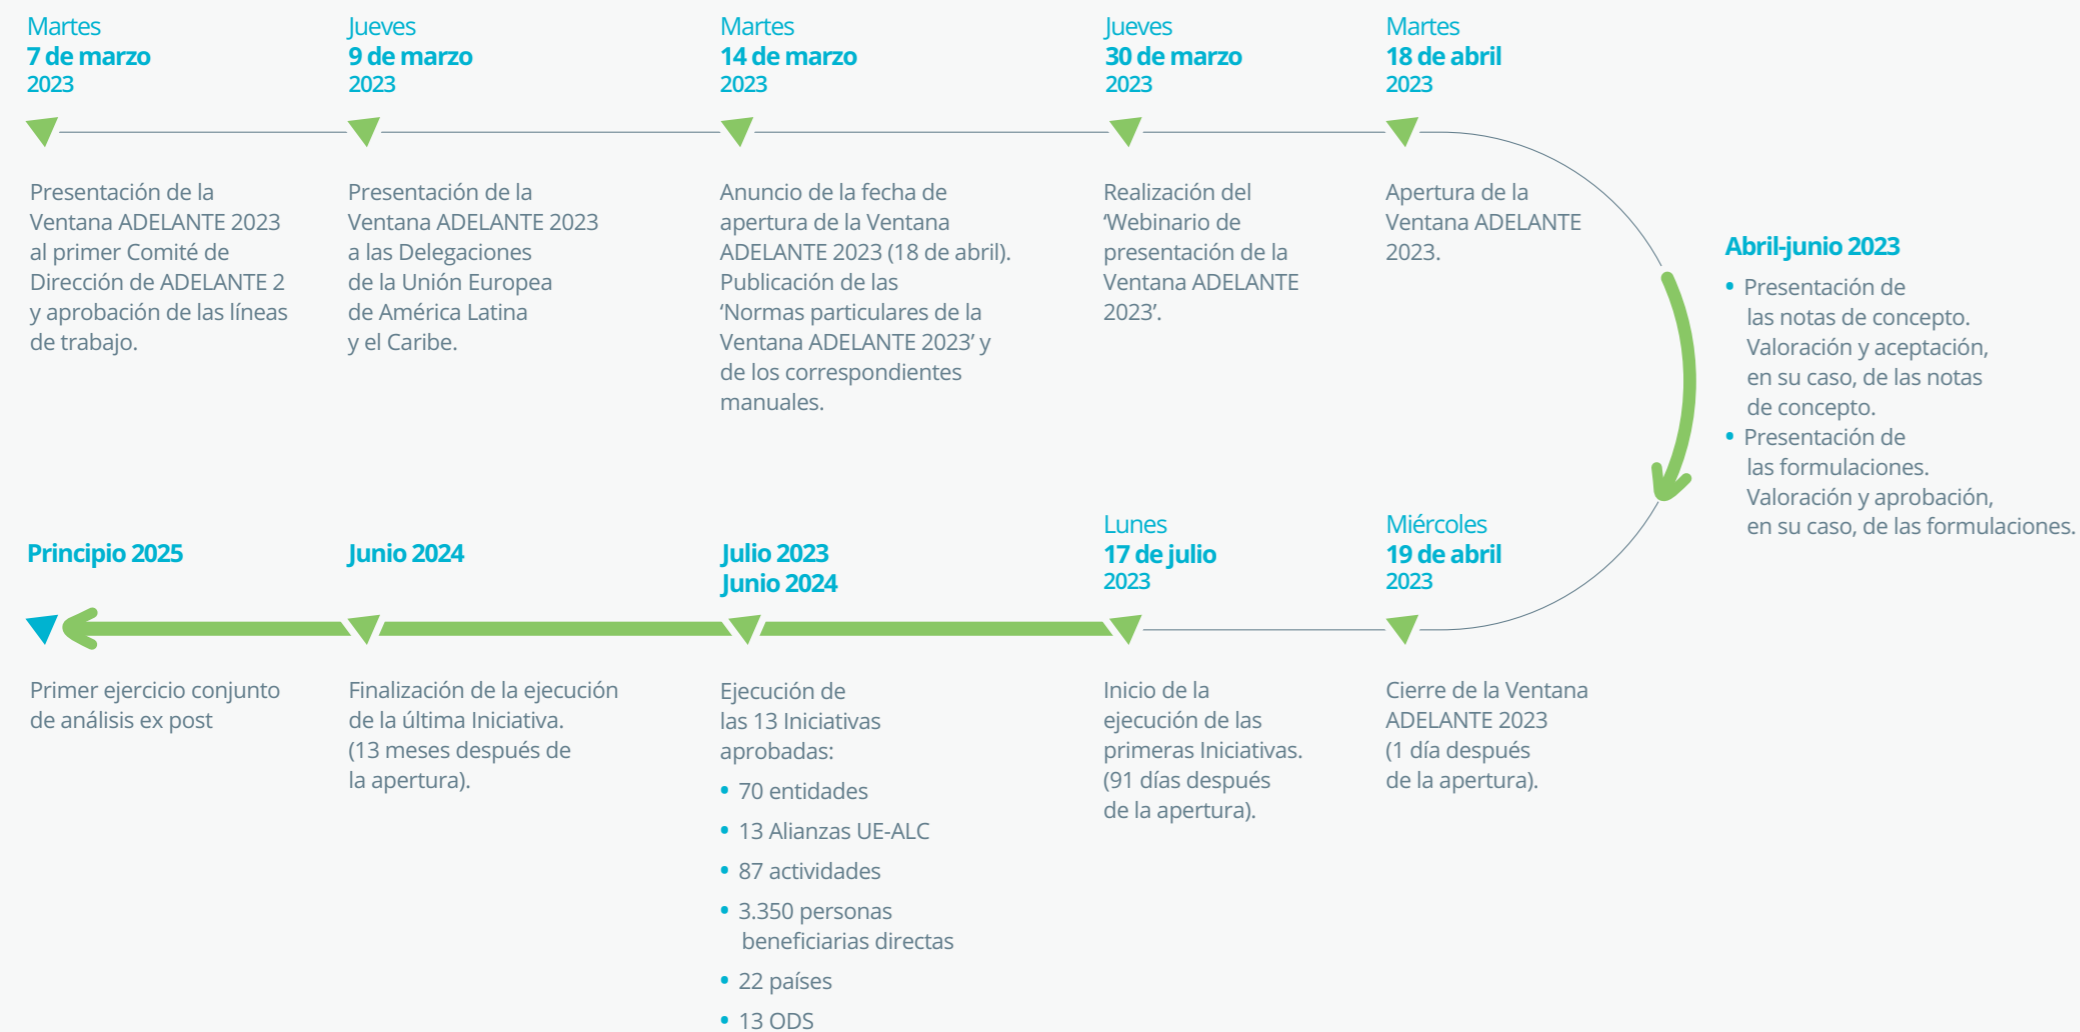 Martes
7 de marzo
2023
Presentación de la
Ventana ADELANTE 2023
al primer Comité de
Dirección de ADELANTE 2
y aprobación de las líneas
de trabajo.
Jueves
9 de marzo
2023
Presentación de la
Ventana ADELANTE 2023
a las Delegaciones
de la Unión Europea
de América Latina
y el Caribe.
Martes
14 de marzo
2023
Anuncio de la fecha de
apertura de la Ventana
ADELANTE 2023 (18 de abril).
Publicación de las
‘Normas particulares de la
Ventana ADELANTE 2023’ y
de los correspondientes
manuales.
Jueves
30 de marzo
2023
Realización del
‘Webinario de
presentación de la
Ventana ADELANTE
2023’.
Martes
18 de abril
2023
Apertura de la
Ventana ADELANTE
2023.
Abril-junio 2023
• Presentación de
las notas de concepto.
Valoración y aceptación,
en su caso, de las notas
de concepto.
• Presentación de
las formulaciones.
Valoración y aprobación,
en su caso, de las formulaciones.
Miércoles
19 de abril
2023
Cierre de la Ventana
ADELANTE 2023
(1 día después
de la apertura).
Lunes
17 de julio
2023
Inicio de la
ejecución de las
primeras Iniciativas.
(91 días después
de la apertura).
Julio 2023
Junio 2024
Ejecución de
las 13 Iniciativas
aprobadas:
• 70 entidades
• 13 Alianzas UE-ALC
• 87 actividades
• 3.350 personas
beneficiarias directas
• 22 países
• 13 ODS
Junio 2024
Finalización de la ejecución
de la última Iniciativa.
(13 meses después de
la apertura).
Principio 2025
Primer ejercicio conjunto
de análisis ex post